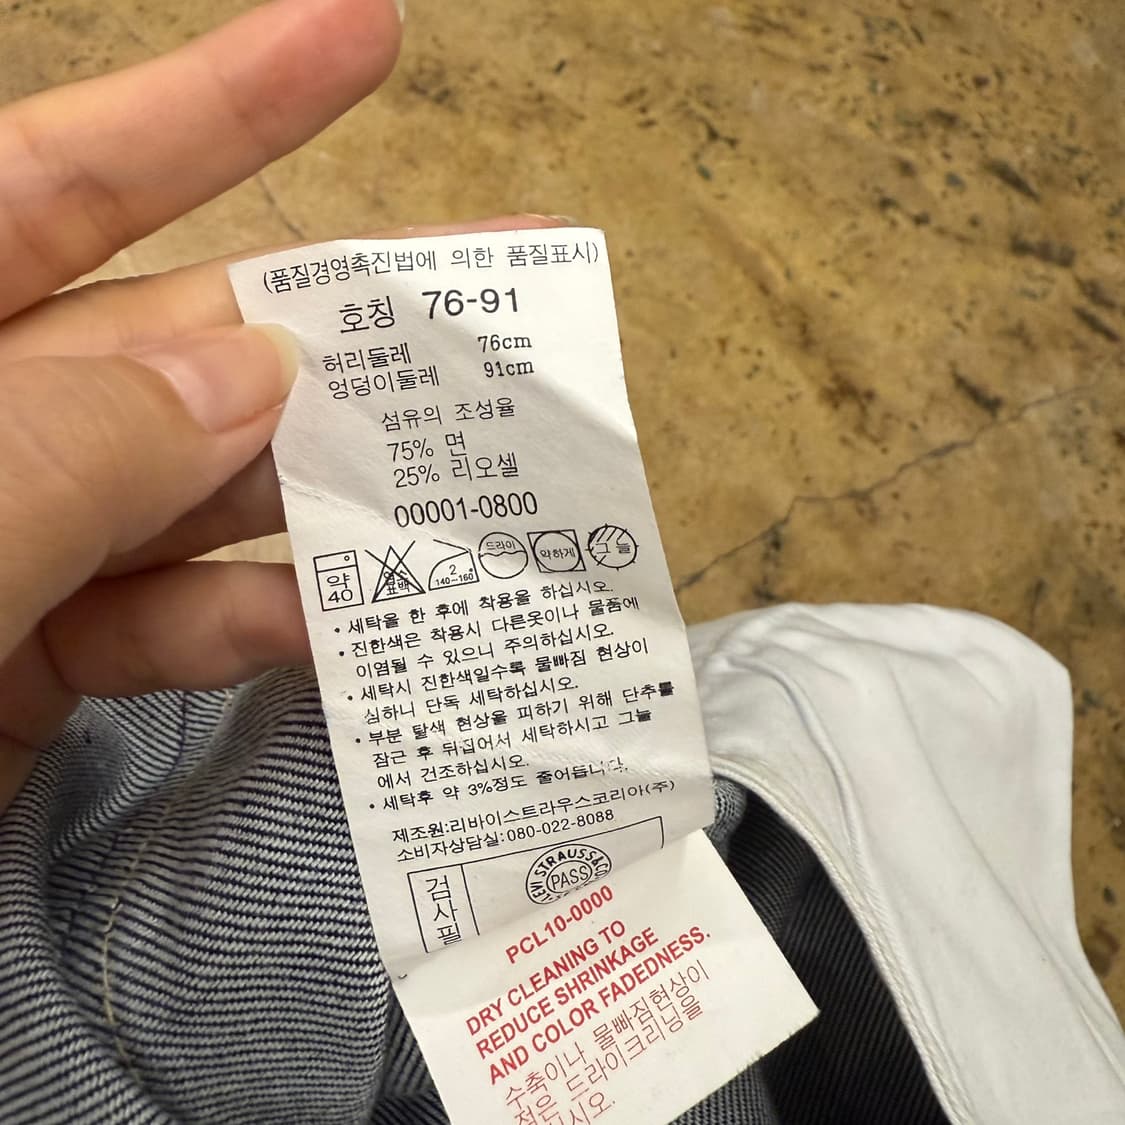 (품질경영촉진법에 의한 품질표시)
호칭 76-91
허리둘레 76cm
엉덩이둘레 91cm
섬유의 조성율
75% 면
25% 리오셀
00001-0800
약 40
염소 표백
2 140~160°
드라이
약하게
그늘
• 세탁을 한 후에 착용을 하십시오.
• 진한색은 착용시 다른옷이나 물품에
이염될 수 있으니 주의하십시오.
• 세탁시 진한색일수록 물빠짐 현상이
심하니 단독 세탁하십시오.
• 부분 탈색 현상을 피하기 위해 단추를
잠근 후 뒤집어서 세탁하시고 그늘
에서 건조하십시오.
• 세탁후 약 3%정도 줄어듭니다.
제조원:리바이스트라우스코리아(주)
소비자상담실:080-022-8088
검사필
LEVI STRAUSS&CO
PASS
PCL10-0000
DRY CLEANING TO
REDUCE SHRINKAGE
AND COLOR FADEDNESS.
수축이나 물빠짐현상이
적은 드라이크리닝을
십시오.